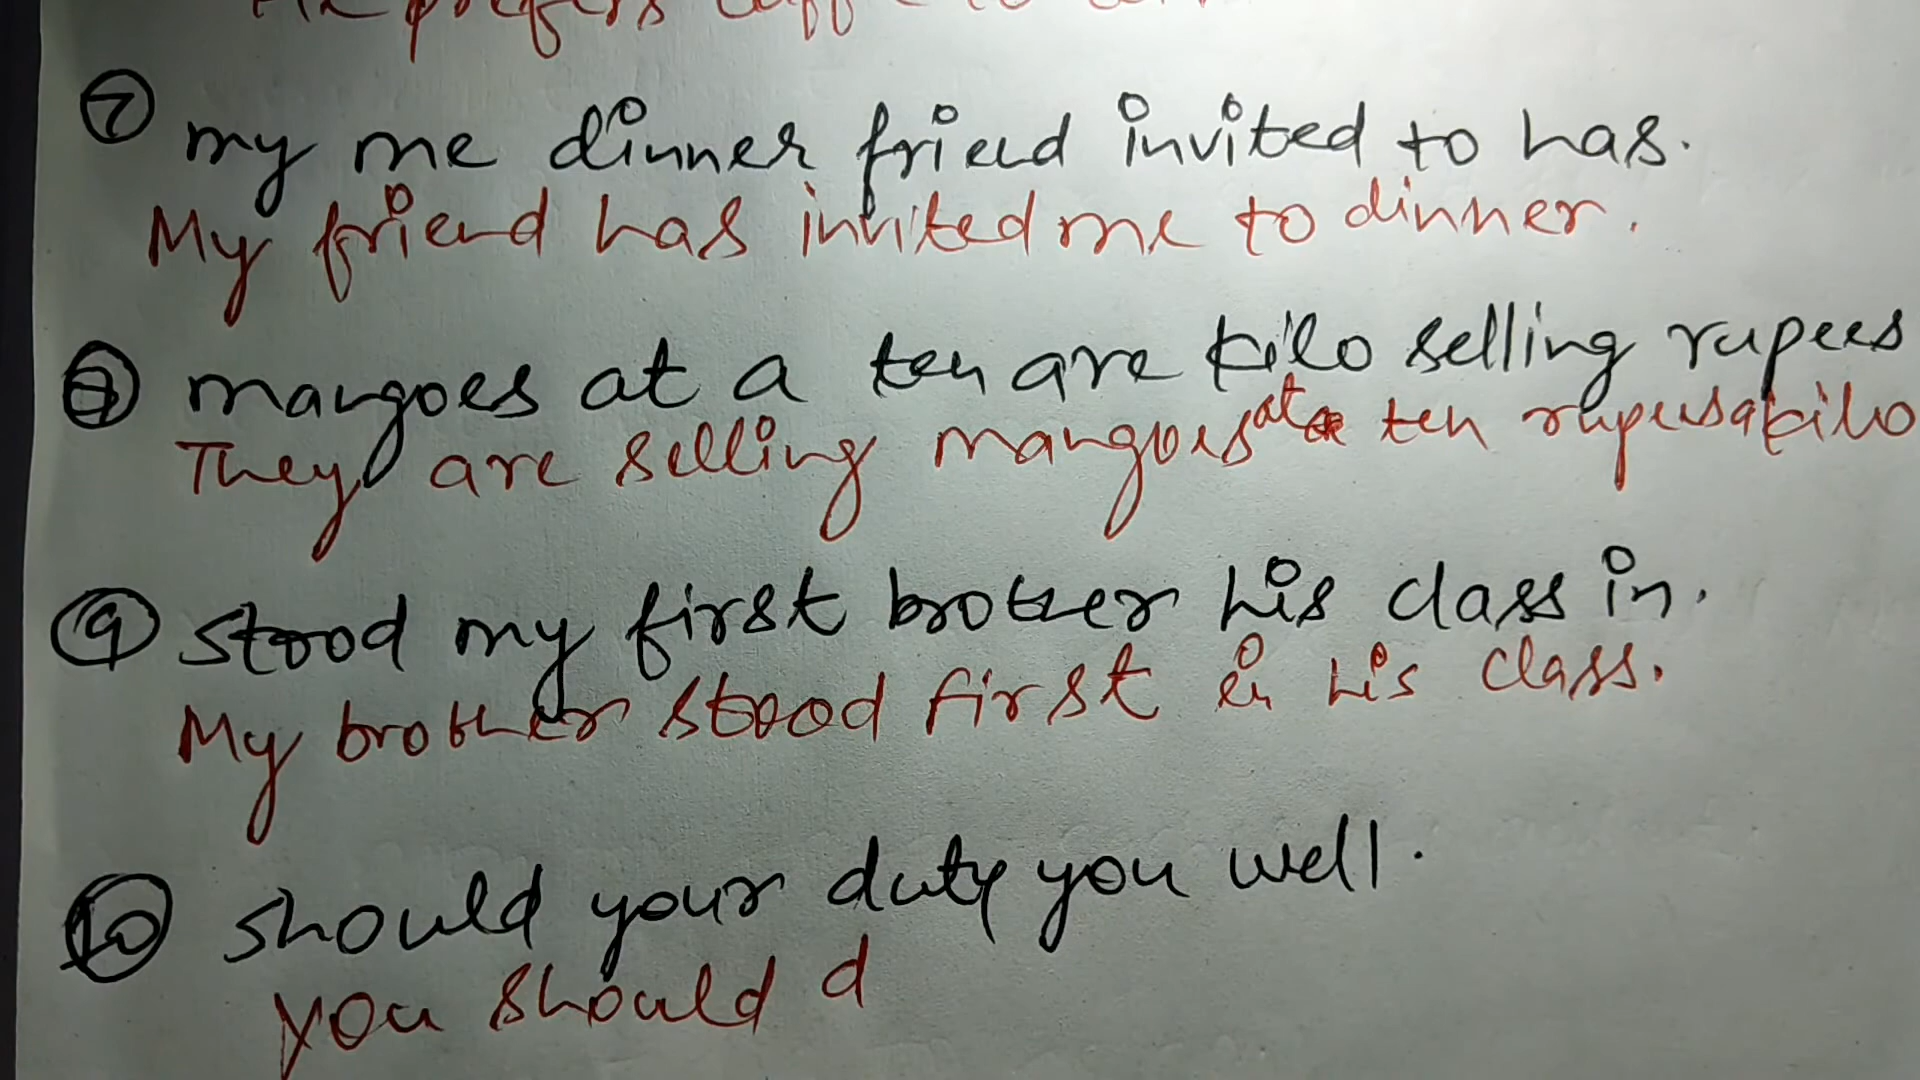 He prefers
⑦ my me dinner friend invited to has.
My friend has invited me to dinner.
⑧ mangoes at a ten are kilo selling rupees
They are selling mangoes at ten rupees a kilo
⑨ stood my first brother his class in.
My brother stood first in his class.
⑩ should your duty you well.
you should d